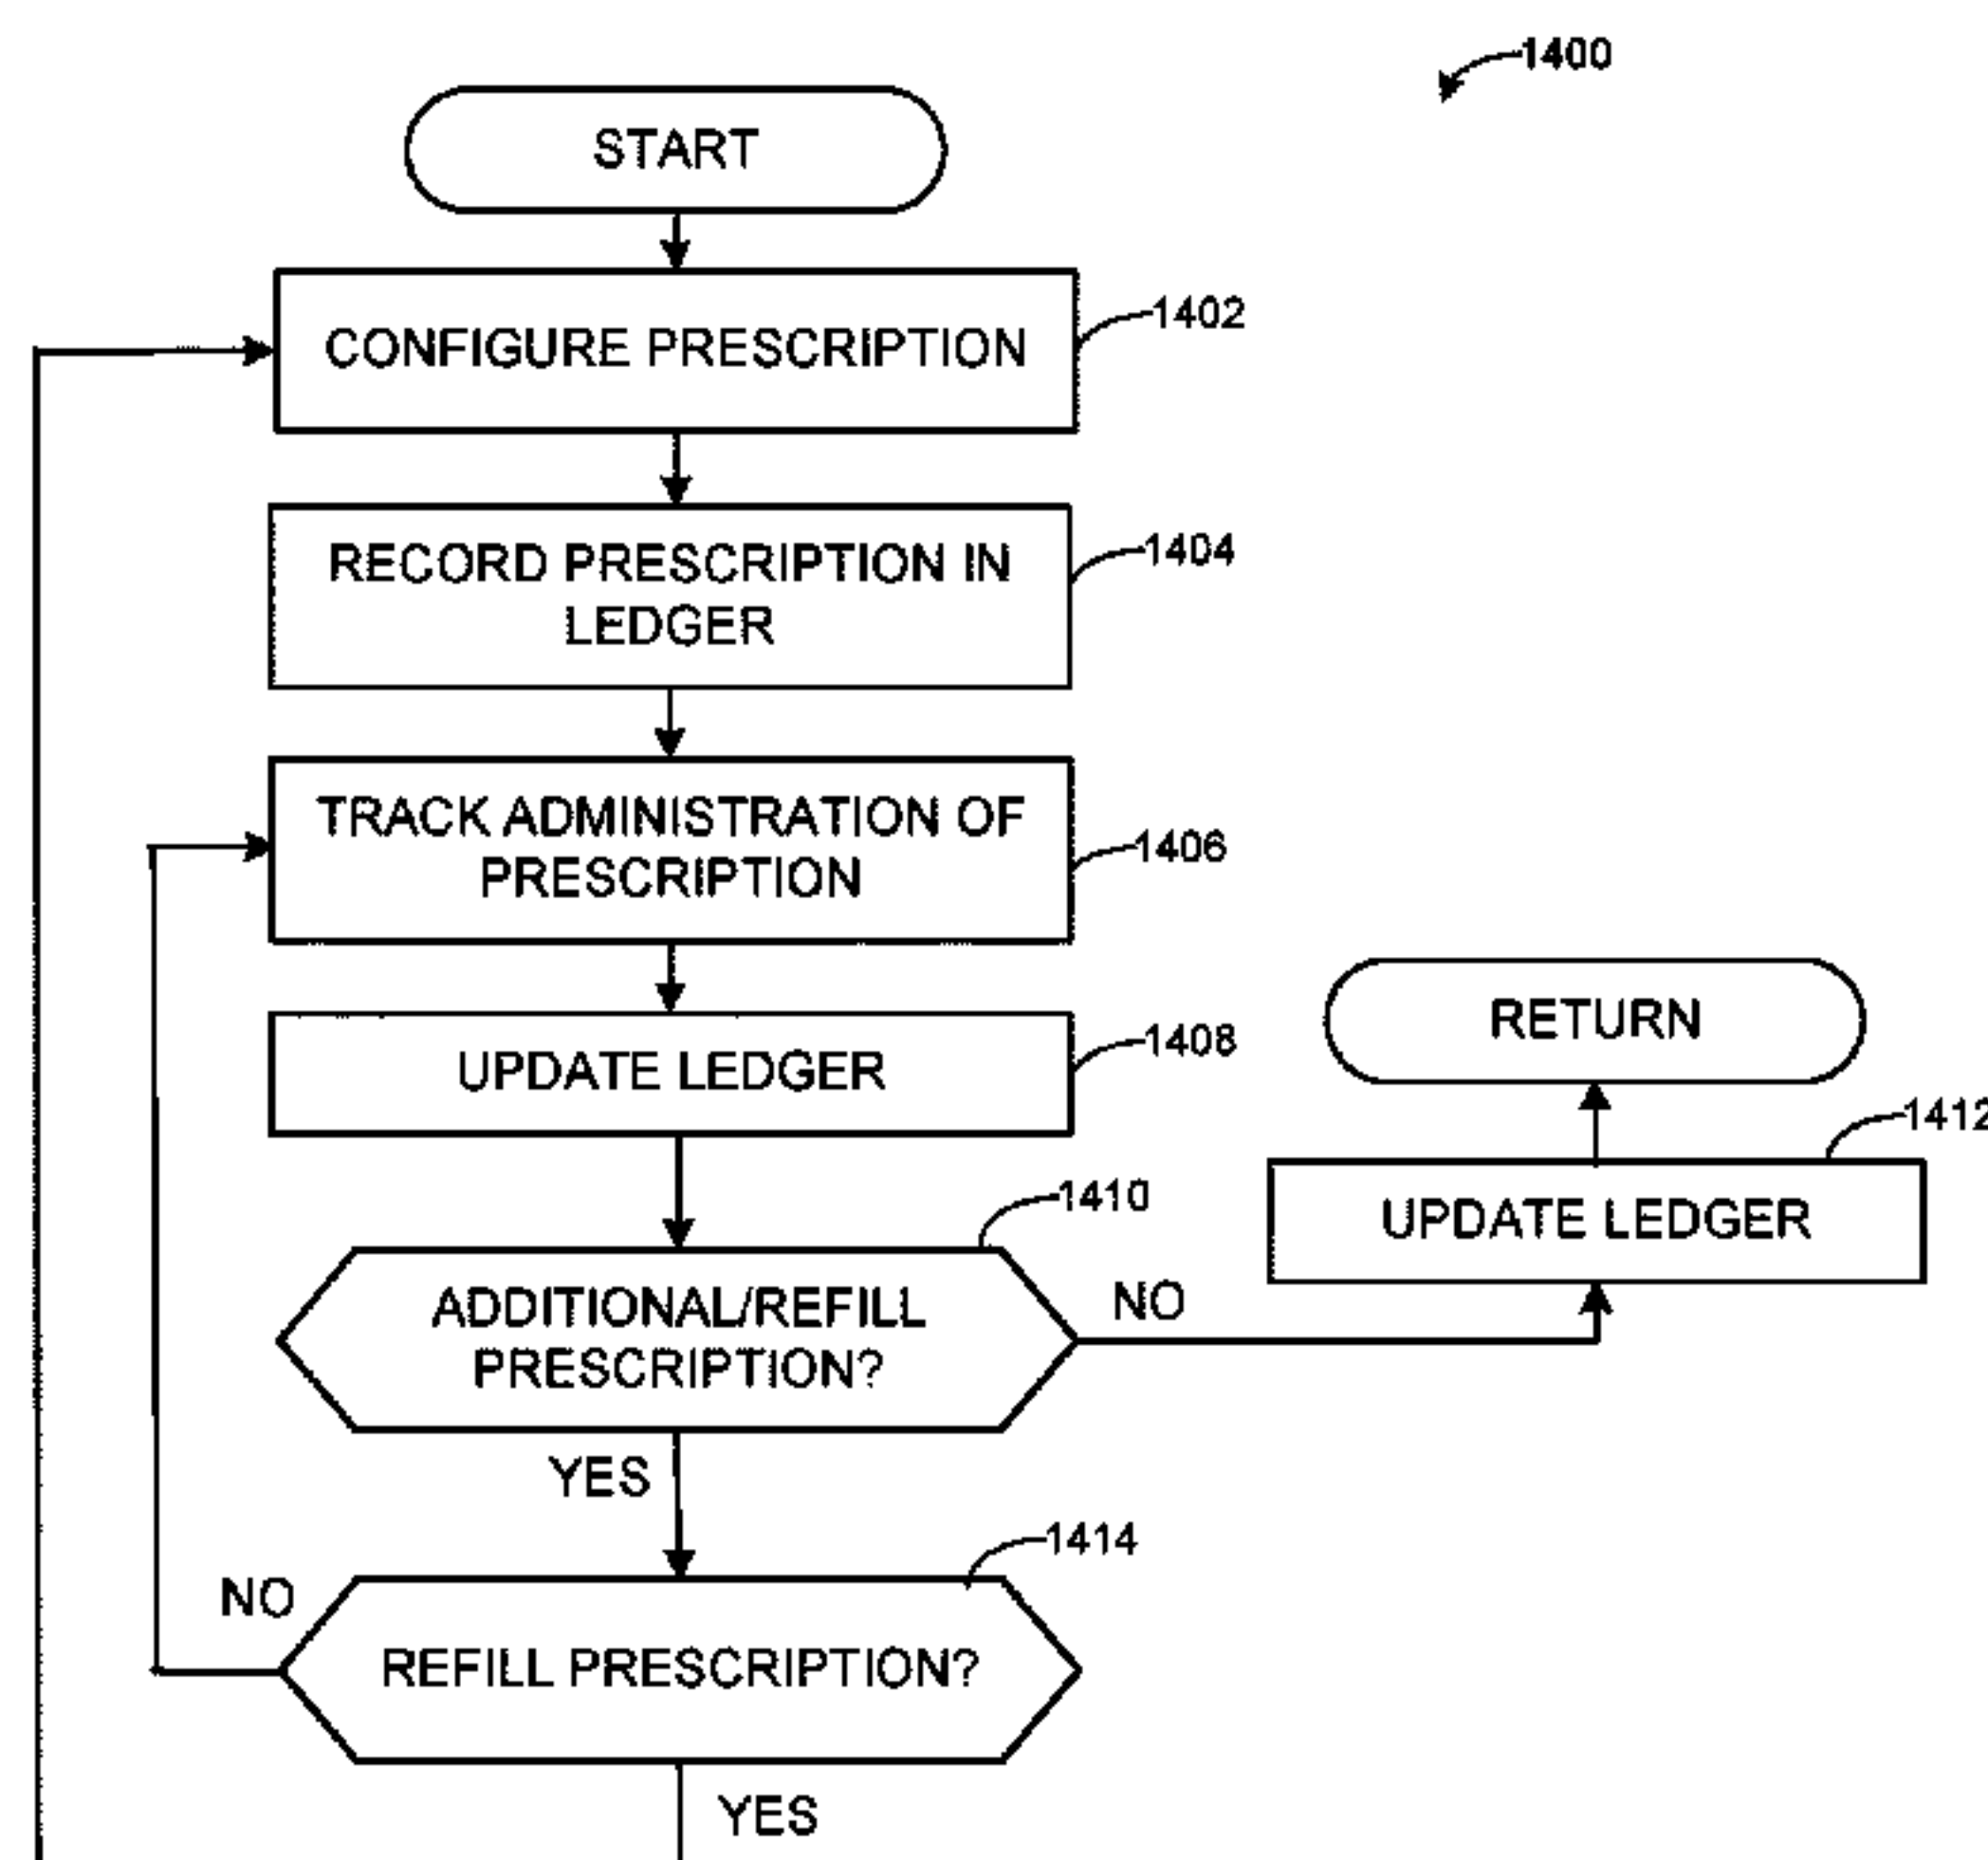 1400
START
CONFIGURE PRESCRIPTION
1402
RECORD PRESCRIPTION IN
LEDGER
1404
TRACK ADMINISTRATION OF
PRESCRIPTION
1406
UPDATE LEDGER
1408
RETURN
1412
UPDATE LEDGER
1410
ADDITIONAL/REFILL
PRESCRIPTION?
NO
YES
1414
NO
REFILL PRESCRIPTION?
YES